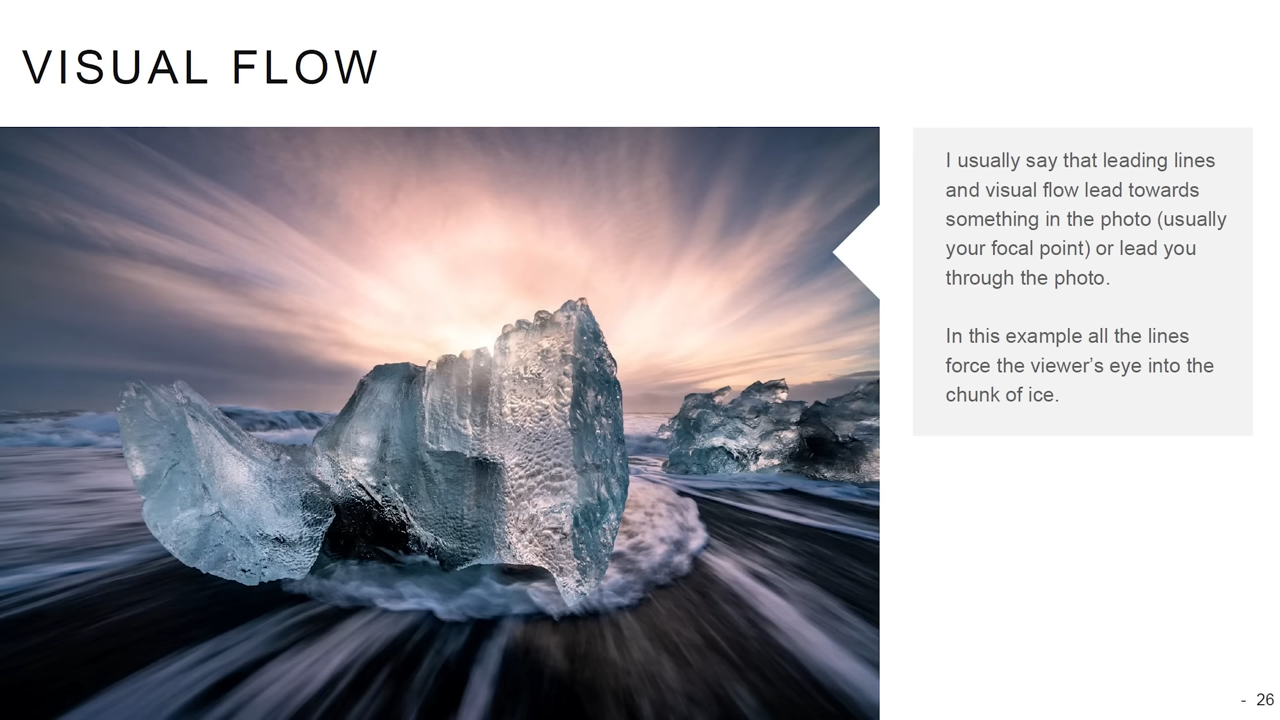 VISUAL FLOW
I usually say that leading lines
and visual flow lead towards
something in the photo (usually
your focal point) or lead you
through the photo.
In this example all the lines
force the viewer’s eye into the
chunk of ice.
- 26